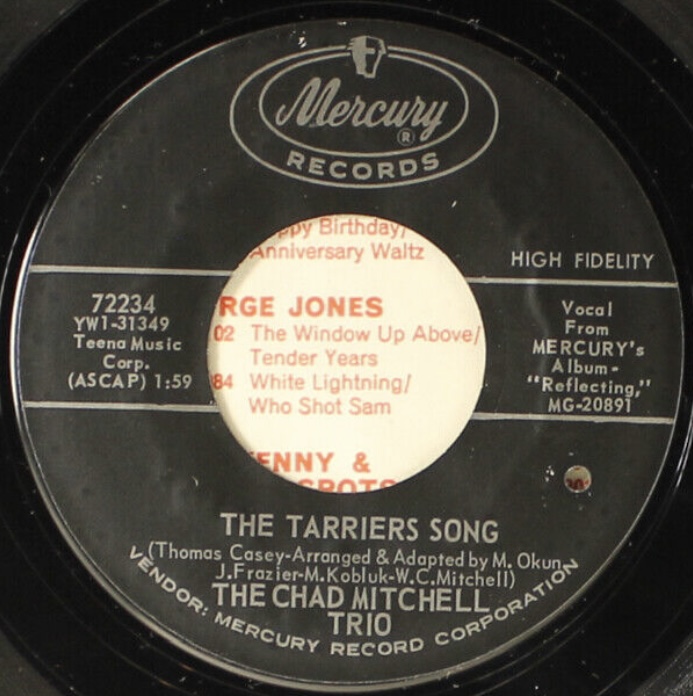 Mercury
®
RECORDS
HIGH FIDELITY
72234
YW1-31349
Teena Music
Corp.
(ASCAP) 1:59
Vocal
From
MERCURY's
Album-
"Reflecting,"
MG-20891
ppy Birthday/
Anniversary Waltz
RGE JONES
02 The Window Up Above/
Tender Years
84 White Lightning/
Who Shot Sam
ENNY &
SPOTS
THE TARRIERS SONG
(Thomas Casey-Arranged & Adapted by M. Okun
J.Frazier-M.Kobluk-W.C.Mitchell)
THE CHAD MITCHELL
TRIO
VENDOR: MERCURY RECORD CORPORATION